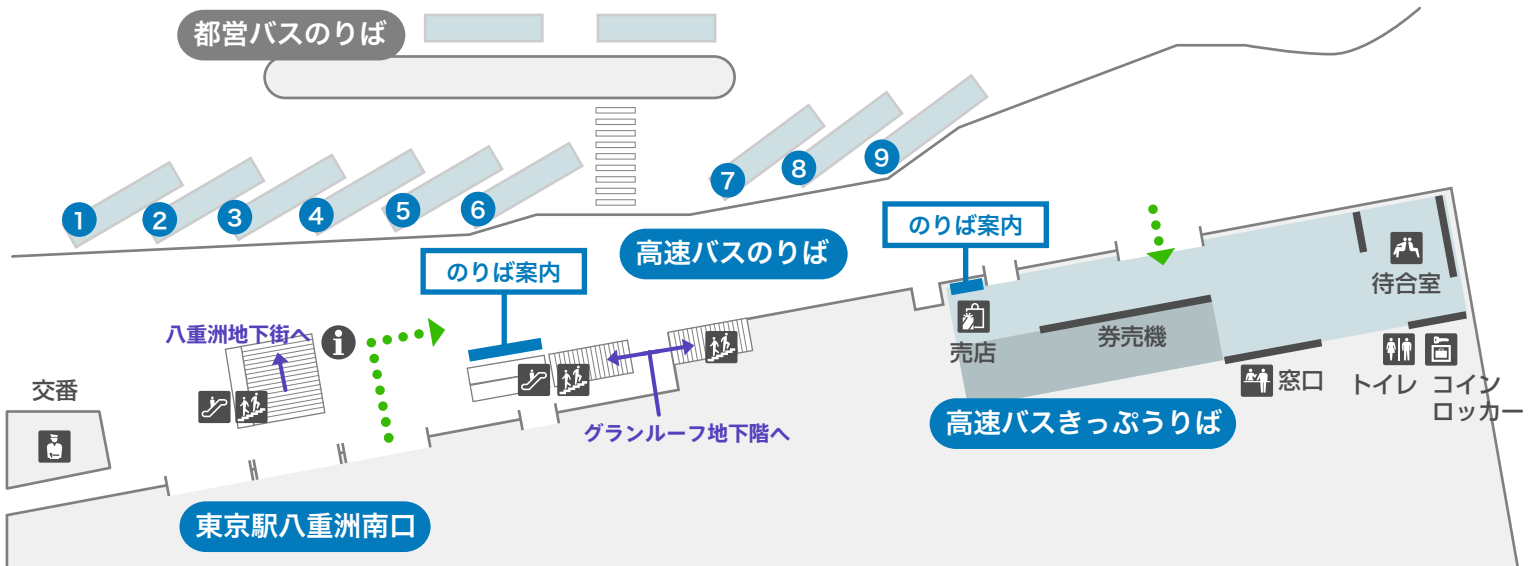 都営バスのりば
1
2
3
4
5
6
7
8
9
高速バスのりば
のりば案内
のりば案内
八重洲地下街へ
i
交番
グランルーフ地下階へ
東京駅八重洲南口
売店
券売機
待合室
窓口
トイレ
コイン
ロッカー
高速バスきっぷうりば